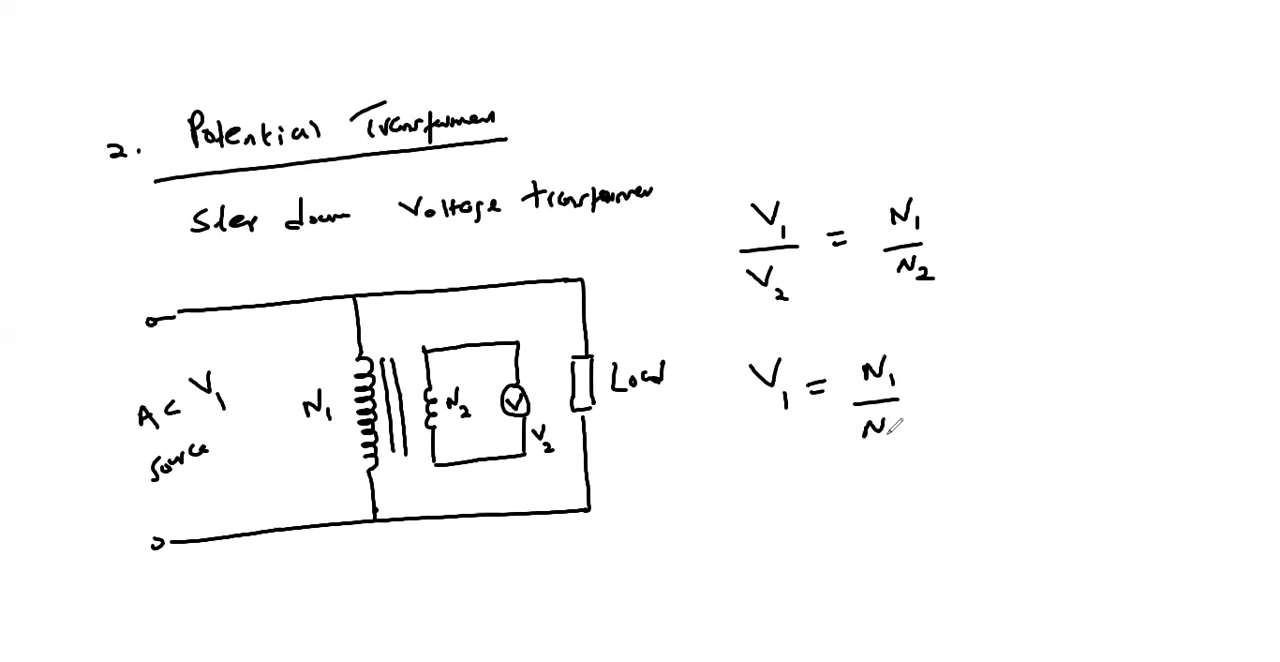 2. Potential Transformer
Step down Voltage transformer
V1 / V2 = N1 / N2
AC V1
Source
N1
N2
V
V2
Load
V1 = N1 / N